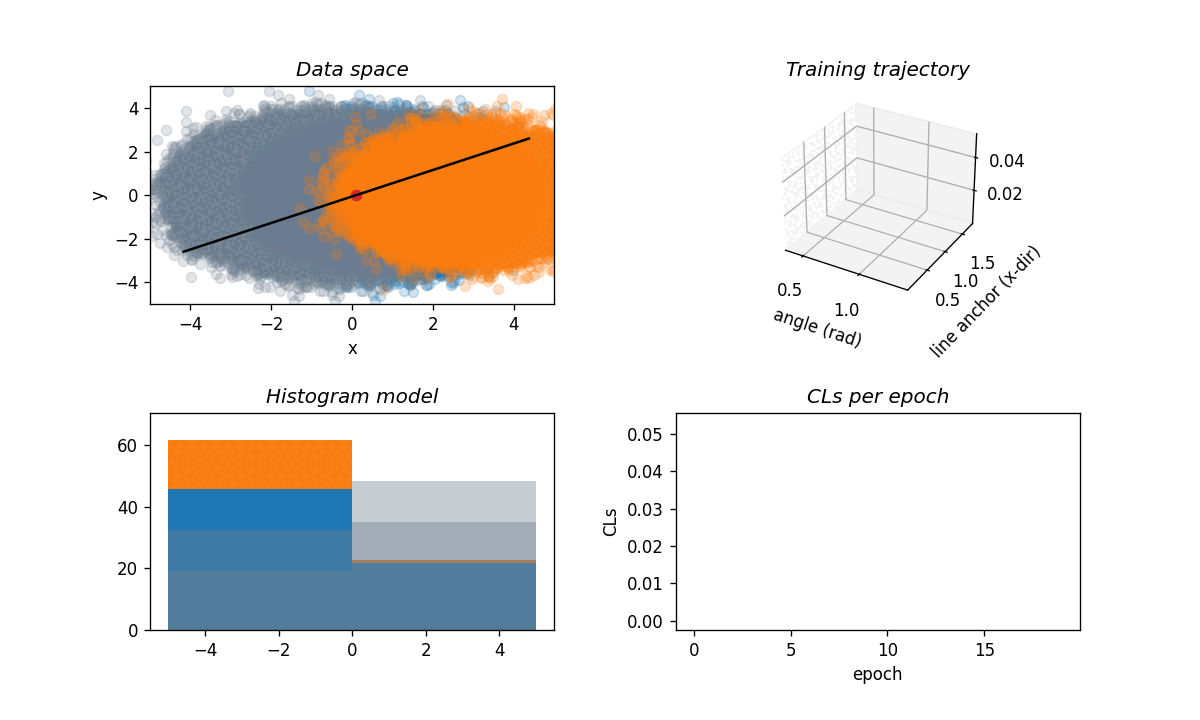 Data space
4
2
0
−2
−4
y
−4 −2 0 2 4
x
Training trajectory
0.04
0.02
0.5
1.0
angle (rad)
0.5
1.0
1.5
line anchor (x-dir)
Histogram model
60
40
20
0
−4 −2 0 2 4
CLs per epoch
0.05
0.04
0.03
0.02
0.01
0.00
CLs
0 5 10 15
epoch